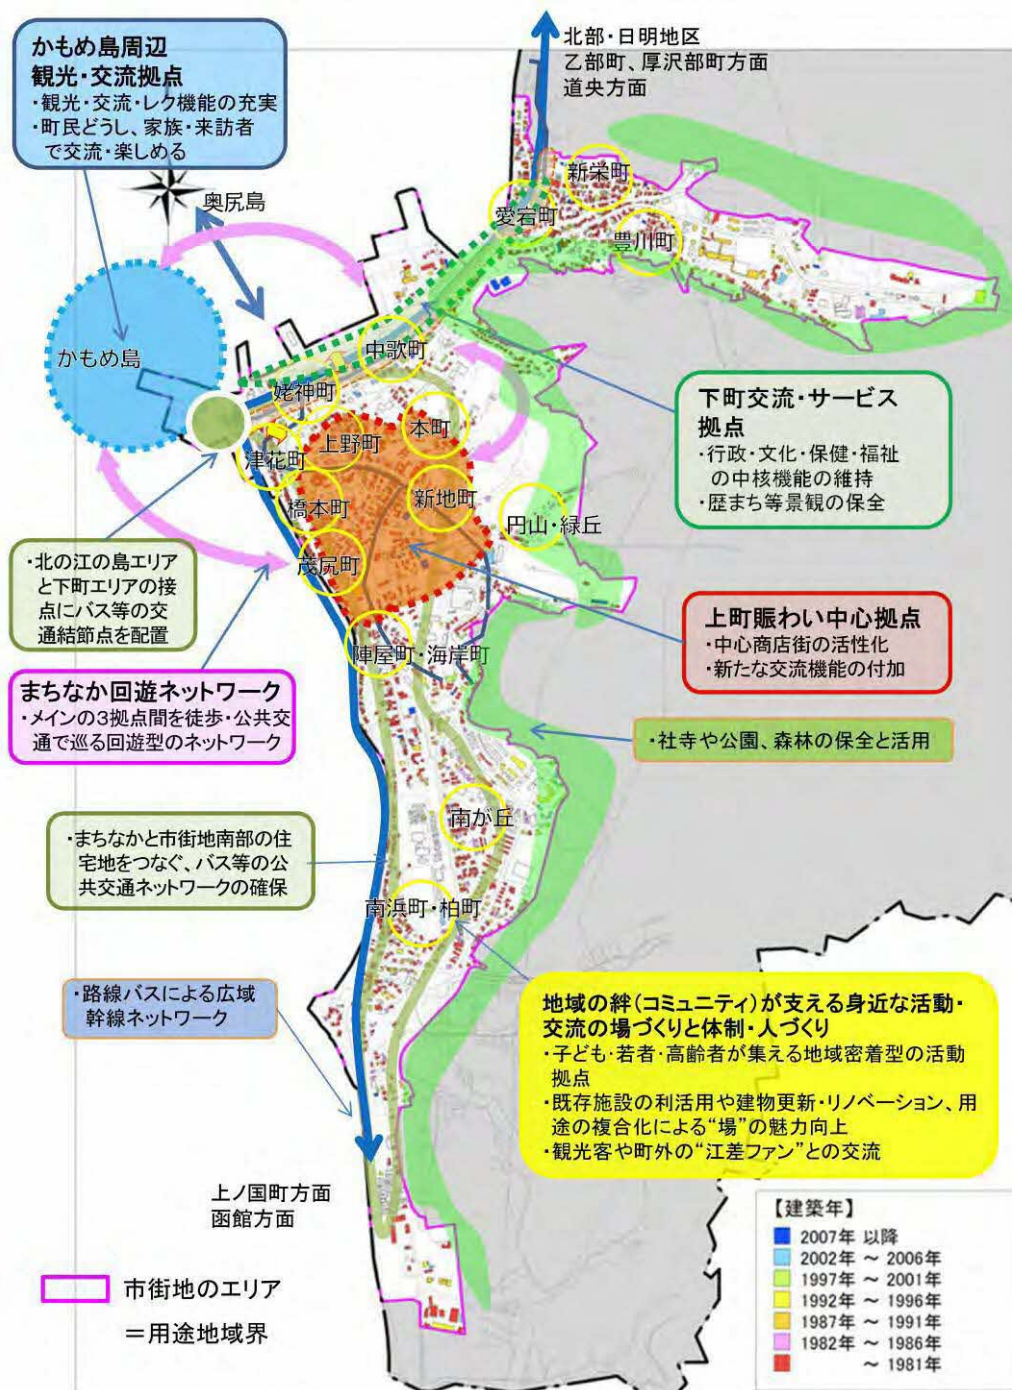 かもめ島周辺
観光・交流拠点
・観光・交流・レク機能の充実
・町民どうし、家族・来訪者
で交流・楽しめる
北部・日明地区
乙部町、厚沢部町方面
道央方面
奥尻島
新栄町
愛宕町
豊川町
かもめ島
中歌町
姥神町
本町
上野町
津花町
新地町
橋本町
円山・緑丘
茂尻町
陣屋町・海岸町
南が丘
南浜町・柏町
下町交流・サービス
拠点
・行政・文化・保健・福祉
の中核機能の維持
・歴まち等景観の保全
・北の江の島エリア
と下町エリアの接
点にバス等の交
通結節点を配置
上町賑わい中心拠点
・中心商店街の活性化
・新たな交流機能の付加
まちなか回遊ネットワーク
・メインの3拠点間を徒歩・公共交
通で巡る回遊型のネットワーク
・社寺や公園、森林の保全と活用
・まちなかと市街地南部の住
宅地をつなぐ、バス等の公
共交通ネットワークの確保
・路線バスによる広域
幹線ネットワーク
地域の絆(コミュニティ)が支える身近な活動・
交流の場づくりと体制・人づくり
・子ども・若者・高齢者が集える地域密着型の活動
拠点
・既存施設の利活用や建物更新・リノベーション、用
途の複合化による“場”の魅力向上
・観光客や町外の“江差ファン”との交流
上ノ国町方面
函館方面
市街地のエリア
＝用途地域界
【建築年】
2007年 以降
2002年 ～ 2006年
1997年 ～ 2001年
1992年 ～ 1996年
1987年 ～ 1991年
1982年 ～ 1986年
～ 1981年